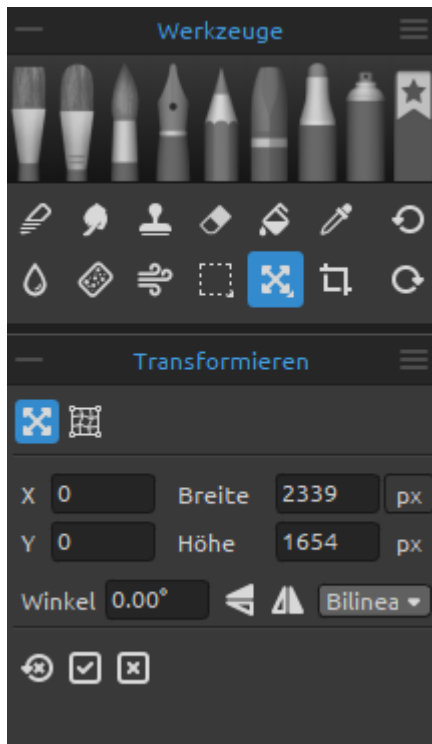 Werkzeuge
Transformieren
X 0 Breite 2339 px
Y 0 Höhe 1654 px
Winkel 0.00° Bilinea